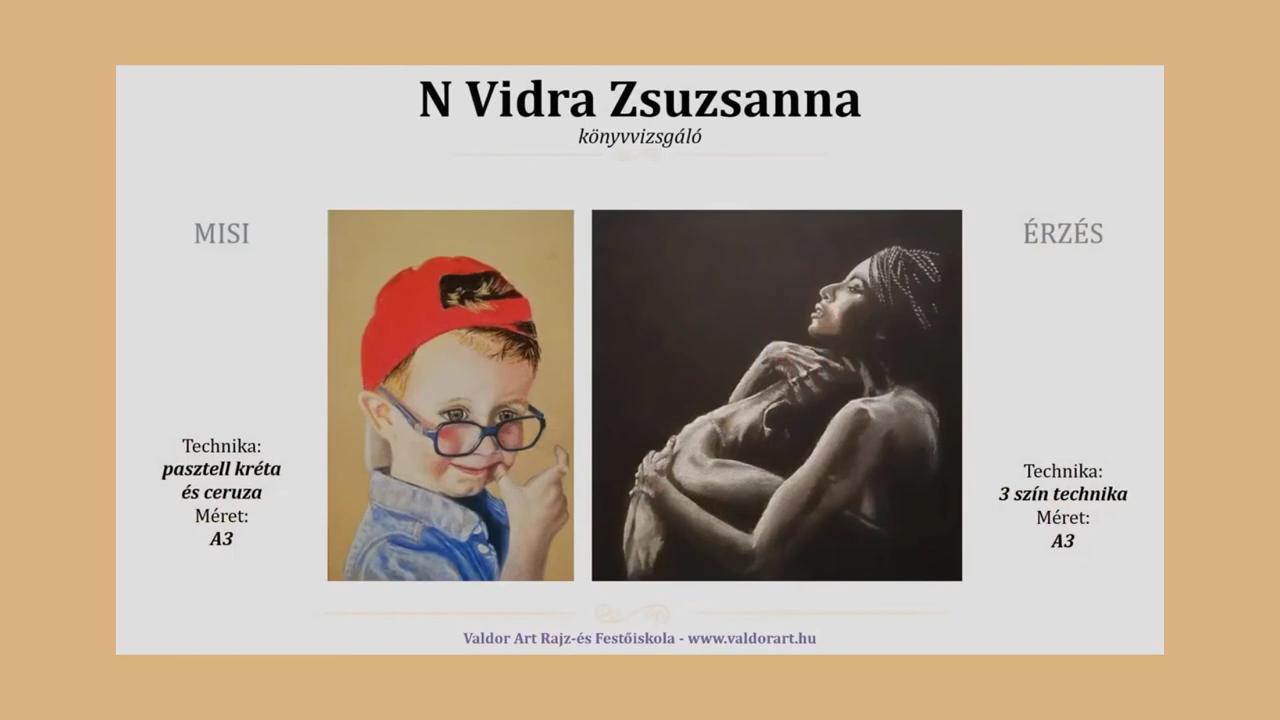 N Vidra Zsuzsanna
könyvvizsgáló
MISI
Technika:
pasztell kréta
és ceruza
Méret:
A3
ÉRZÉS
Technika:
3 szín technika
Méret:
A3
Valdor Art Rajz-és Festőiskola - www.valdorart.hu